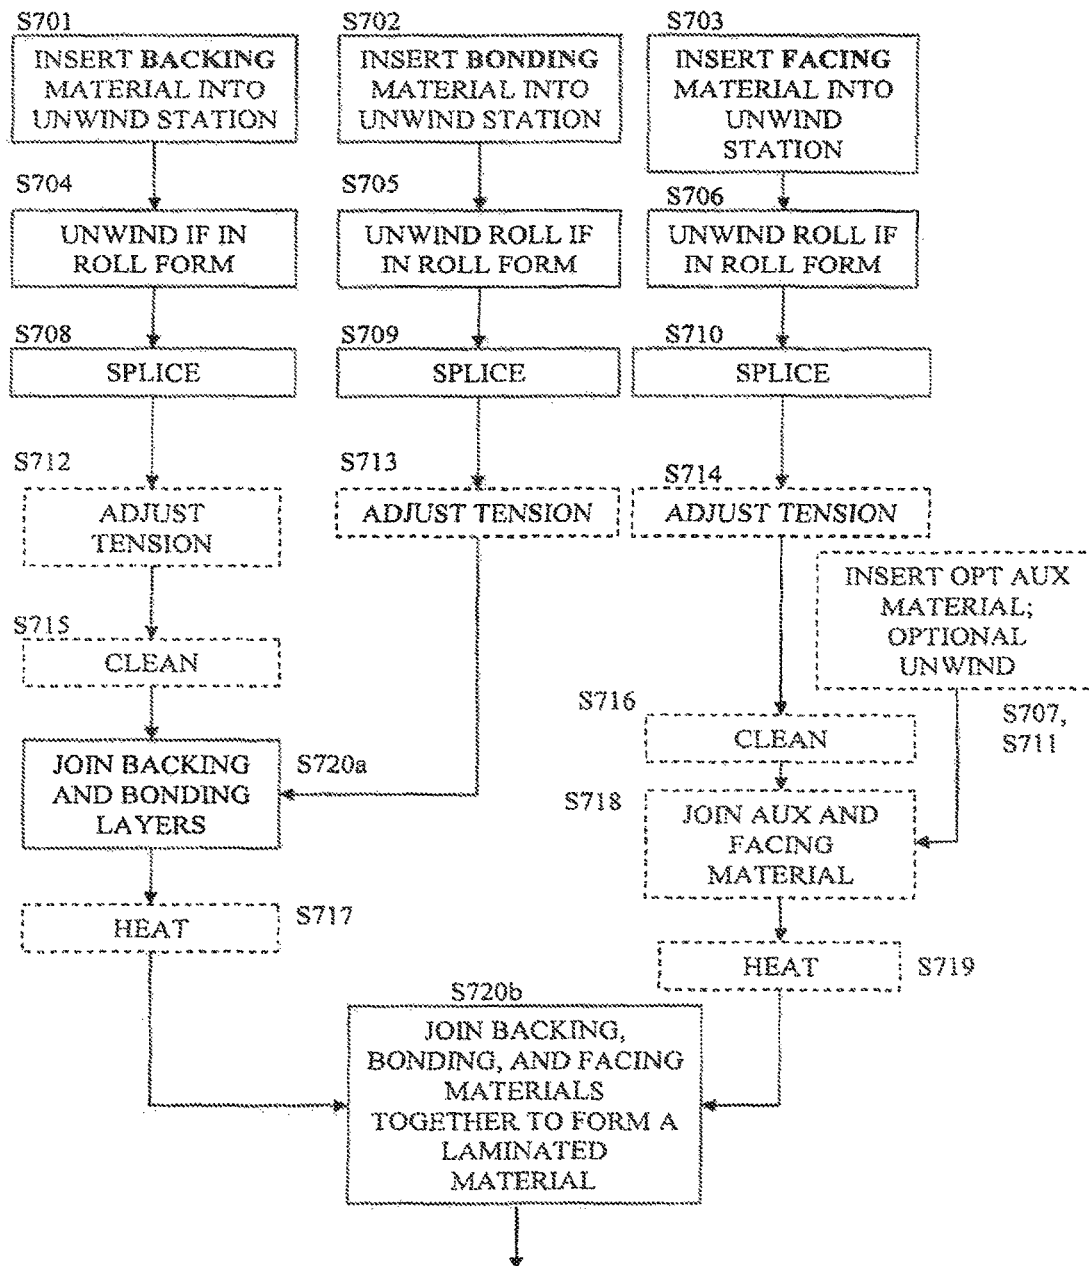 S701
INSERT BACKING
MATERIAL INTO
UNWIND STATION
S702
INSERT BONDING
MATERIAL INTO
UNWIND STATION
S703
INSERT FACING
MATERIAL INTO
UNWIND
STATION
S704
UNWIND IF IN
ROLL FORM
S705
UNWIND ROLL IF
IN ROLL FORM
S706
UNWIND ROLL IF
IN ROLL FORM
S708
SPLICE
S709
SPLICE
S710
SPLICE
S712
ADJUST
TENSION
S713
ADJUST TENSION
S714
ADJUST TENSION
INSERT OPT AUX
MATERIAL;
OPTIONAL
UNWIND
S707,
S711
S715
CLEAN
S716
CLEAN
JOIN BACKING
AND BONDING
LAYERS
S720a
S718
JOIN AUX AND
FACING
MATERIAL
HEAT
S717
HEAT
S719
S720b
JOIN BACKING,
BONDING, AND FACING
MATERIALS
TOGETHER TO FORM A
LAMINATED
MATERIAL